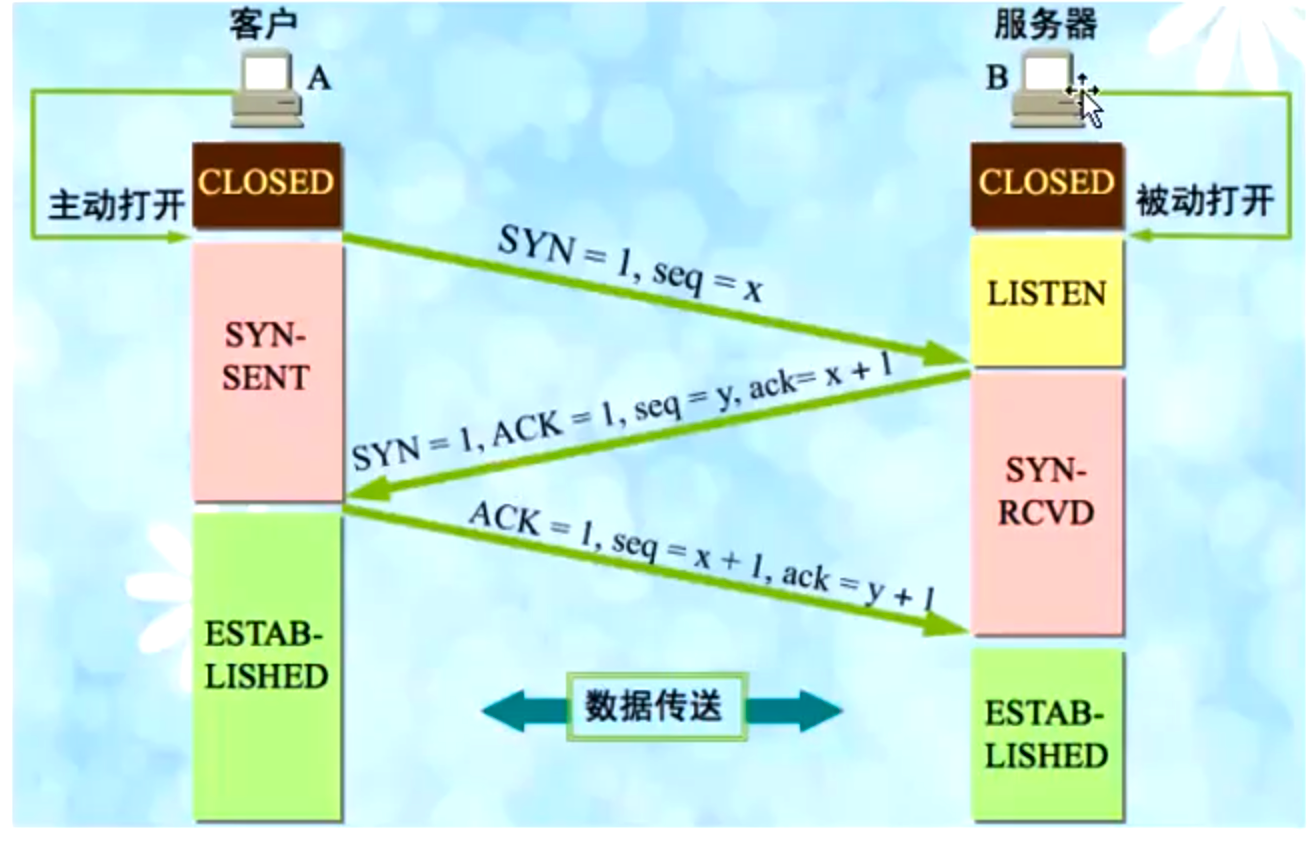 客户
服务器
A
B
CLOSED
CLOSED
主动打开
被动打开
SYN = 1, seq = x
LISTEN
SYN-
SENT
SYN = 1, ACK = 1, seq = y, ack= x + 1
SYN-
RCVD
ACK = 1, seq = x + 1, ack = y + 1
ESTAB-
LISHED
数据传送
ESTAB-
LISHED